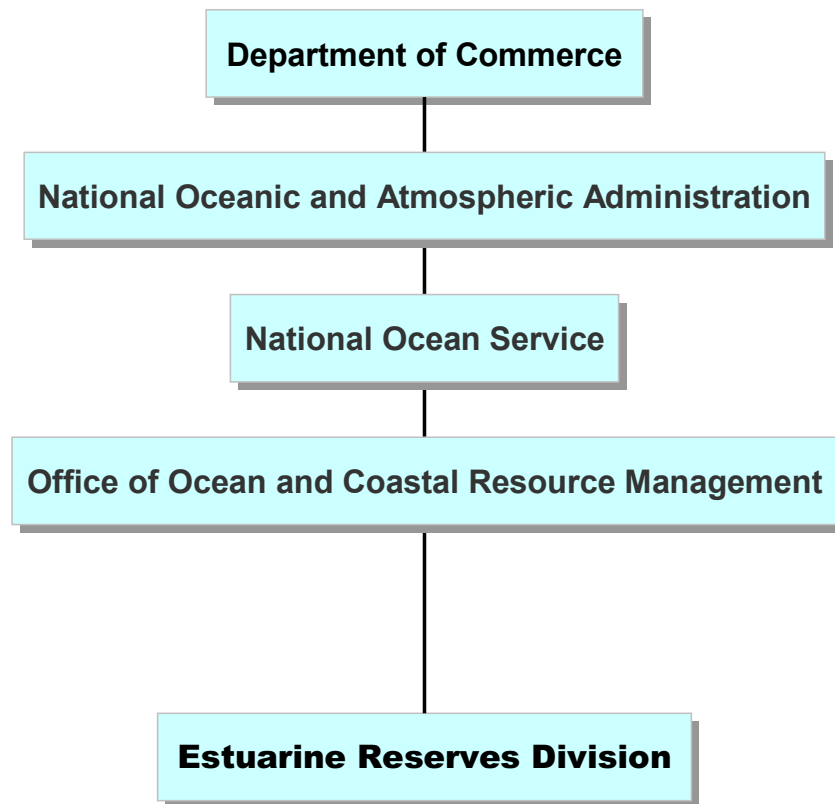 Department of Commerce
National Oceanic and Atmospheric Administration
National Ocean Service
Office of Ocean and Coastal Resource Management
Estuarine Reserves Division